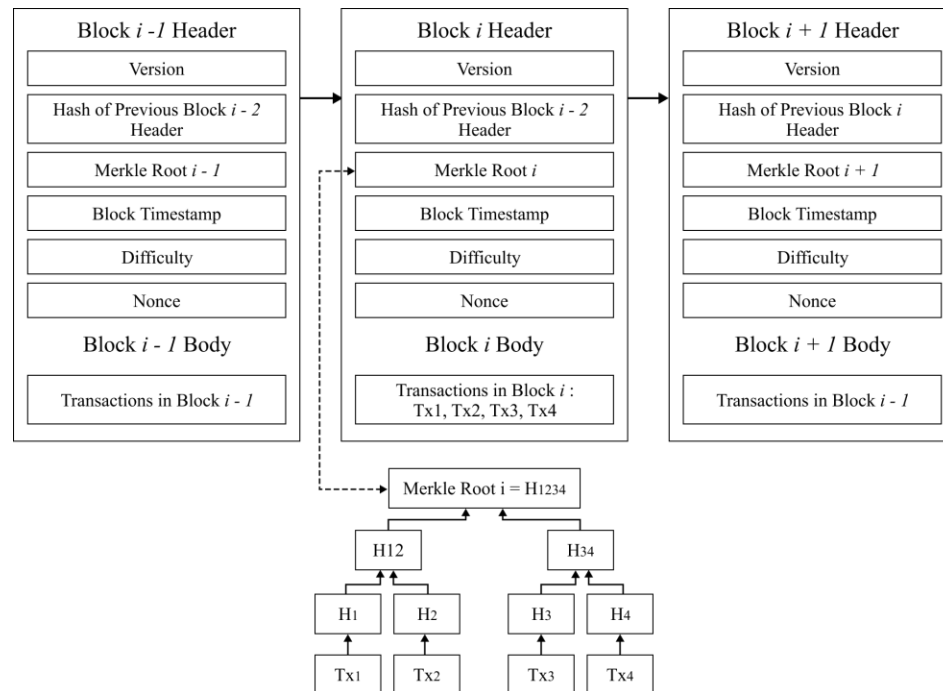 Block i -1 Header
Version
Hash of Previous Block i - 2
Header
Merkle Root i - 1
Block Timestamp
Difficulty
Nonce
Block i - 1 Body
Transactions in Block i - 1
Block i Header
Version
Hash of Previous Block i - 2
Header
Merkle Root i
Block Timestamp
Difficulty
Nonce
Block i Body
Transactions in Block i :
Tx1, Tx2, Tx3, Tx4
Block i + 1 Header
Version
Hash of Previous Block i
Header
Merkle Root i + 1
Block Timestamp
Difficulty
Nonce
Block i + 1 Body
Transactions in Block i - 1
Merkle Root i = H1234
H12
H34
H1
H2
H3
H4
Tx1
Tx2
Tx3
Tx4